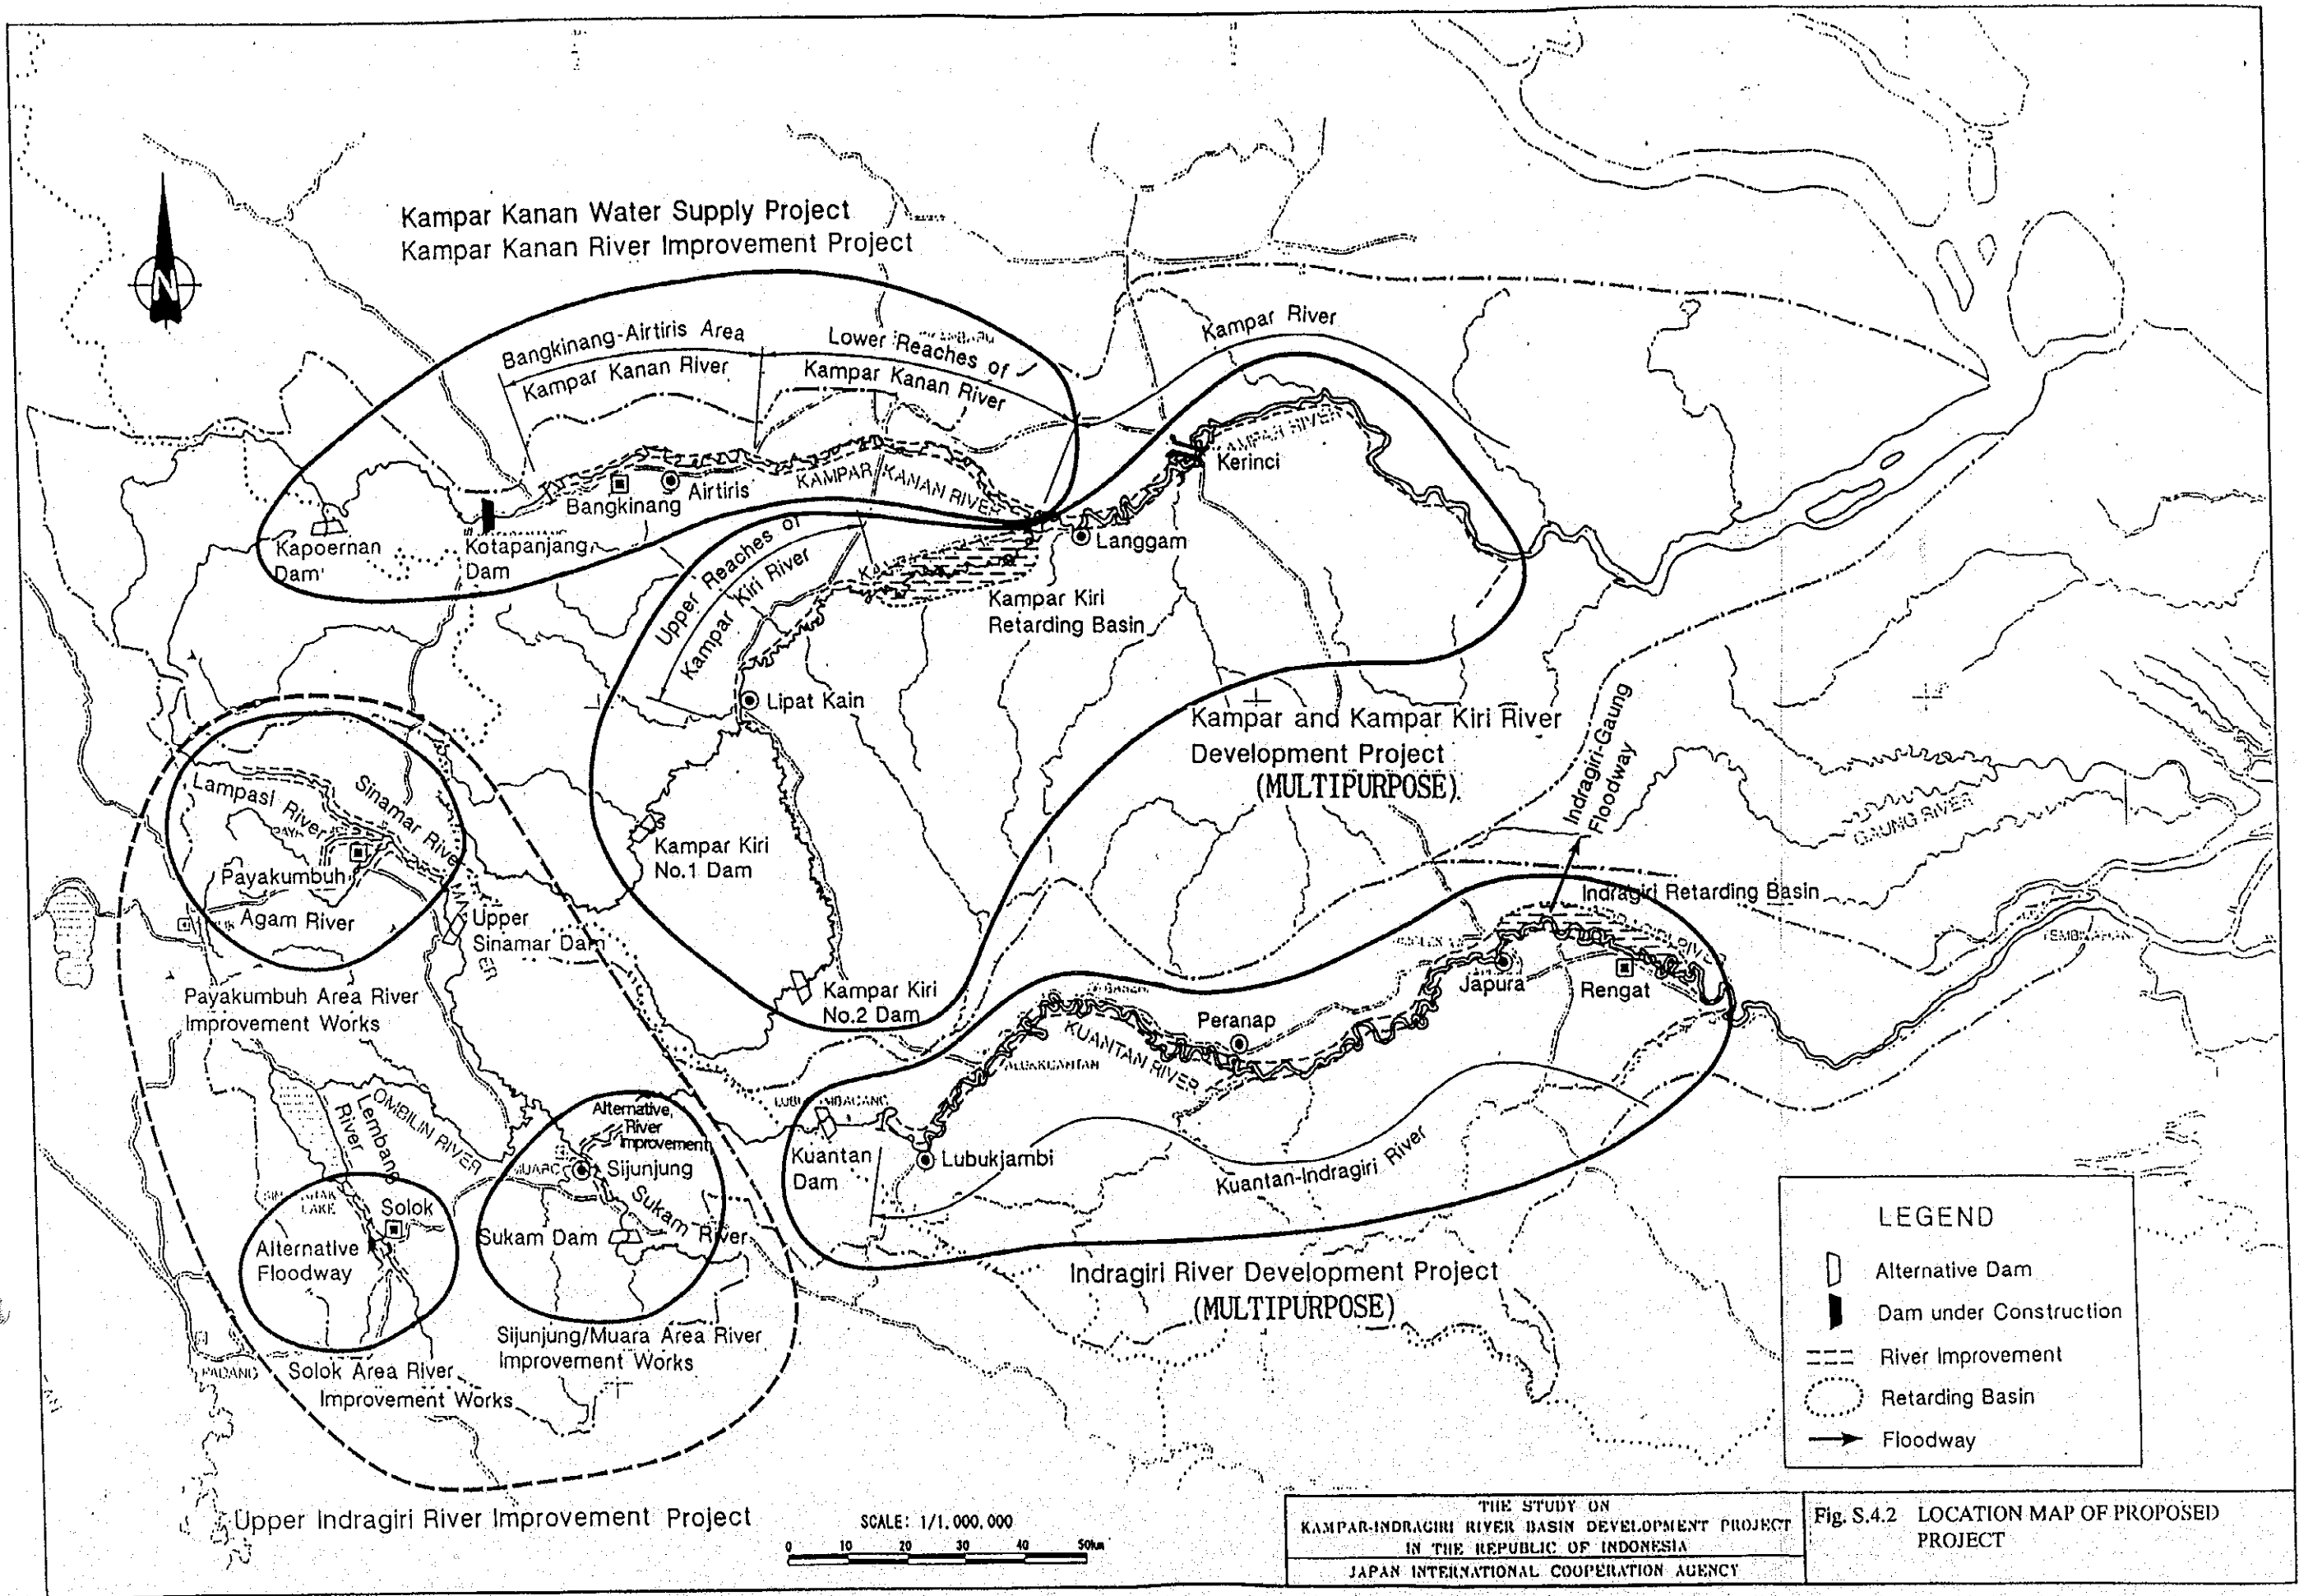 Kampar Kanan Water Supply Project
Kampar Kanan River Improvement Project
N
Bangkinang-Airtiris Area
Kampar Kanan River
Lower Reaches of
Kampar Kanan River
Kampar River
KAMPAR RIVER
Kerinci
Bangkinang
Airtiris
KAMPAR KANAN RIVER
Kapoernan
Dam
Kotapanjang
Dam
Langgam
Upper Reaches of
Kampar Kiri River
Kampar Kiri
Retarding Basin
Lipat Kain
Kampar and Kampar Kiri River
Development Project
(MULTIPURPOSE)
Indragiri-Gaung
Floodway
GAUNG RIVER
Lampasi River
Sinamar River
Payakumbuh
Agam River
Kampar Kiri
No.1 Dam
Upper
Sinamar Dam
Indragiri Retarding Basin
Payakumbuh Area River
Improvement Works
Kampar Kiri
No.2 Dam
Japura
Rengat
Peranap
KUANTAN RIVER
Lembang
River
OMBILIN RIVER
Alternative
River
Improvement
Sijunjung
Sukam River
Sukam Dam
Kuantan
Dam
Lubukjambi
Kuantan-Indragiri River
LAKE
Solok
Alternative
Floodway
Indragiri River Development Project
(MULTIPURPOSE)
Sijunjung/Muara Area River
Improvement Works
PADANG
Solok Area River
Improvement Works
Upper Indragiri River Improvement Project
LEGEND
Alternative Dam
Dam under Construction
River Improvement
Retarding Basin
Floodway
SCALE: 1/1,000,000
0 10 20 30 40 50km
THE STUDY ON
KAMPAR-INDRAGIRI RIVER BASIN DEVELOPMENT PROJECT
IN THE REPUBLIC OF INDONESIA
JAPAN INTERNATIONAL COOPERATION AGENCY
Fig. S.4.2 LOCATION MAP OF PROPOSED
PROJECT